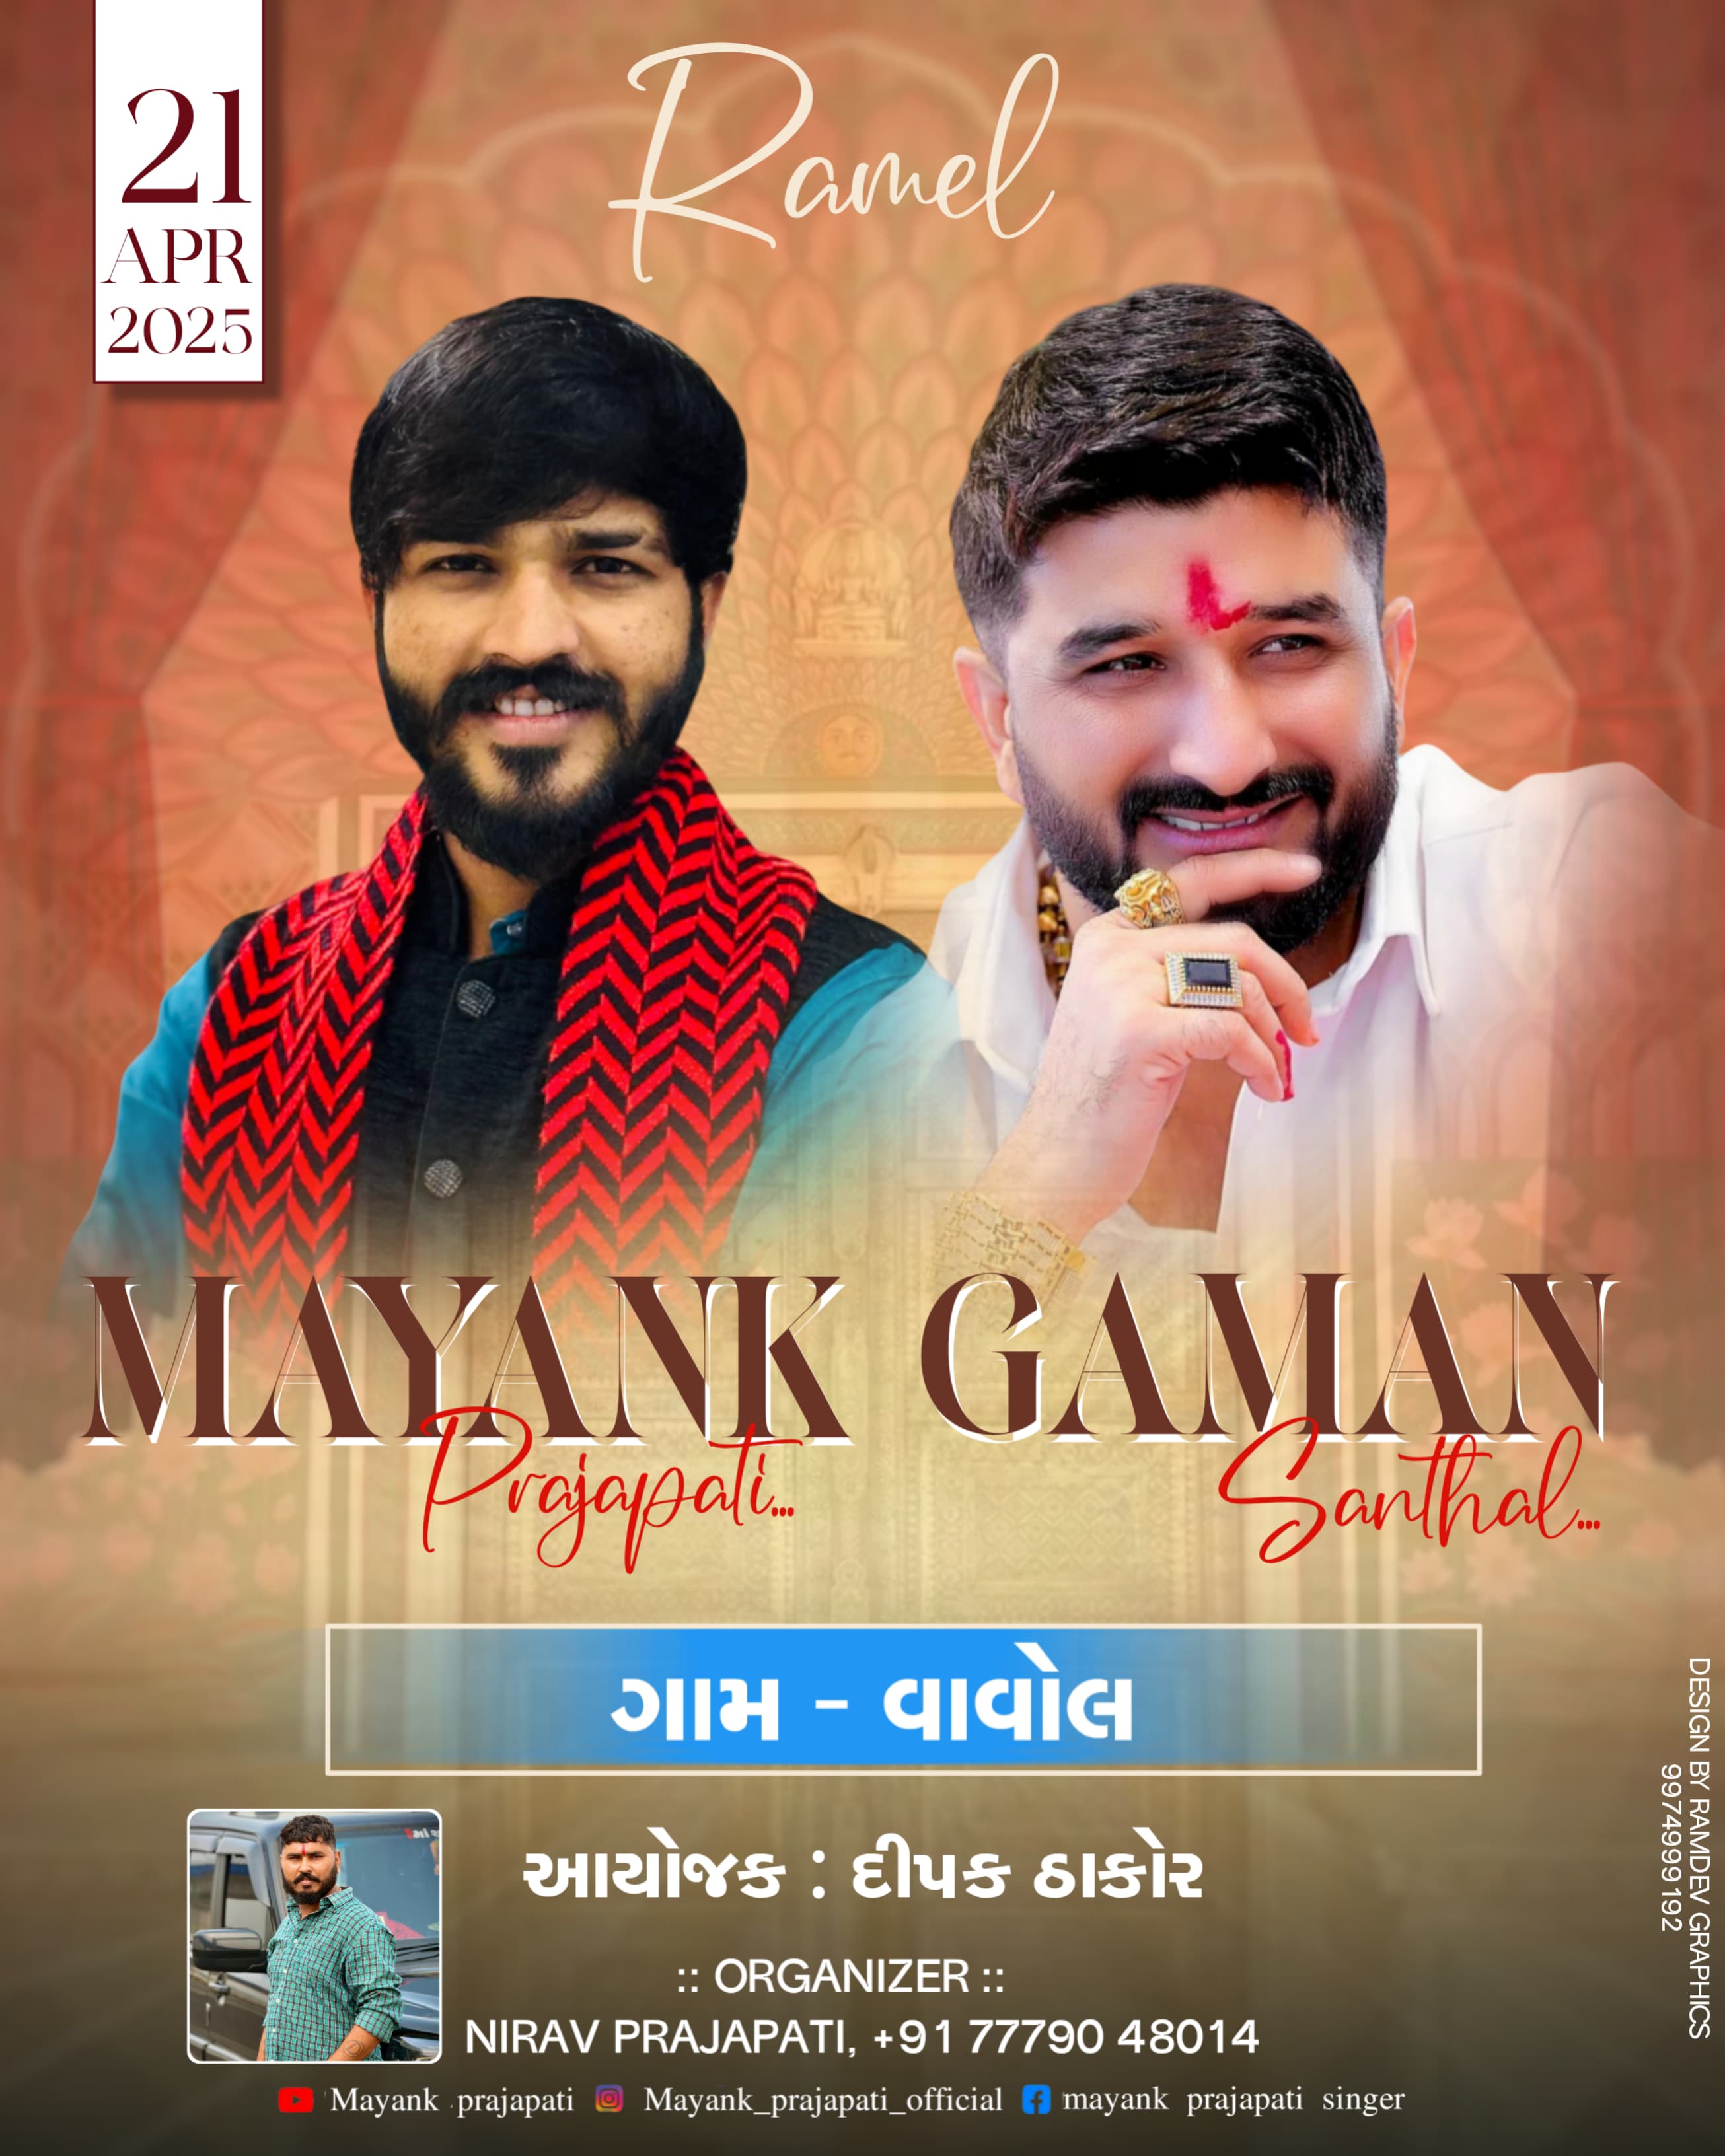 21
APR
2025
Ramel
MAYANK
Prajapati...
GAMAN
Santhal...
ગામ - વાવોલ
આયોજક : દીપક ઠાકોર
:: ORGANIZER ::
NIRAV PRAJAPATI, +91 77790 48014
Mayank prajapati Mayank_prajapati_official mayank prajapati singer
DESIGN BY RAMDEV GRAPHICS
9974999192